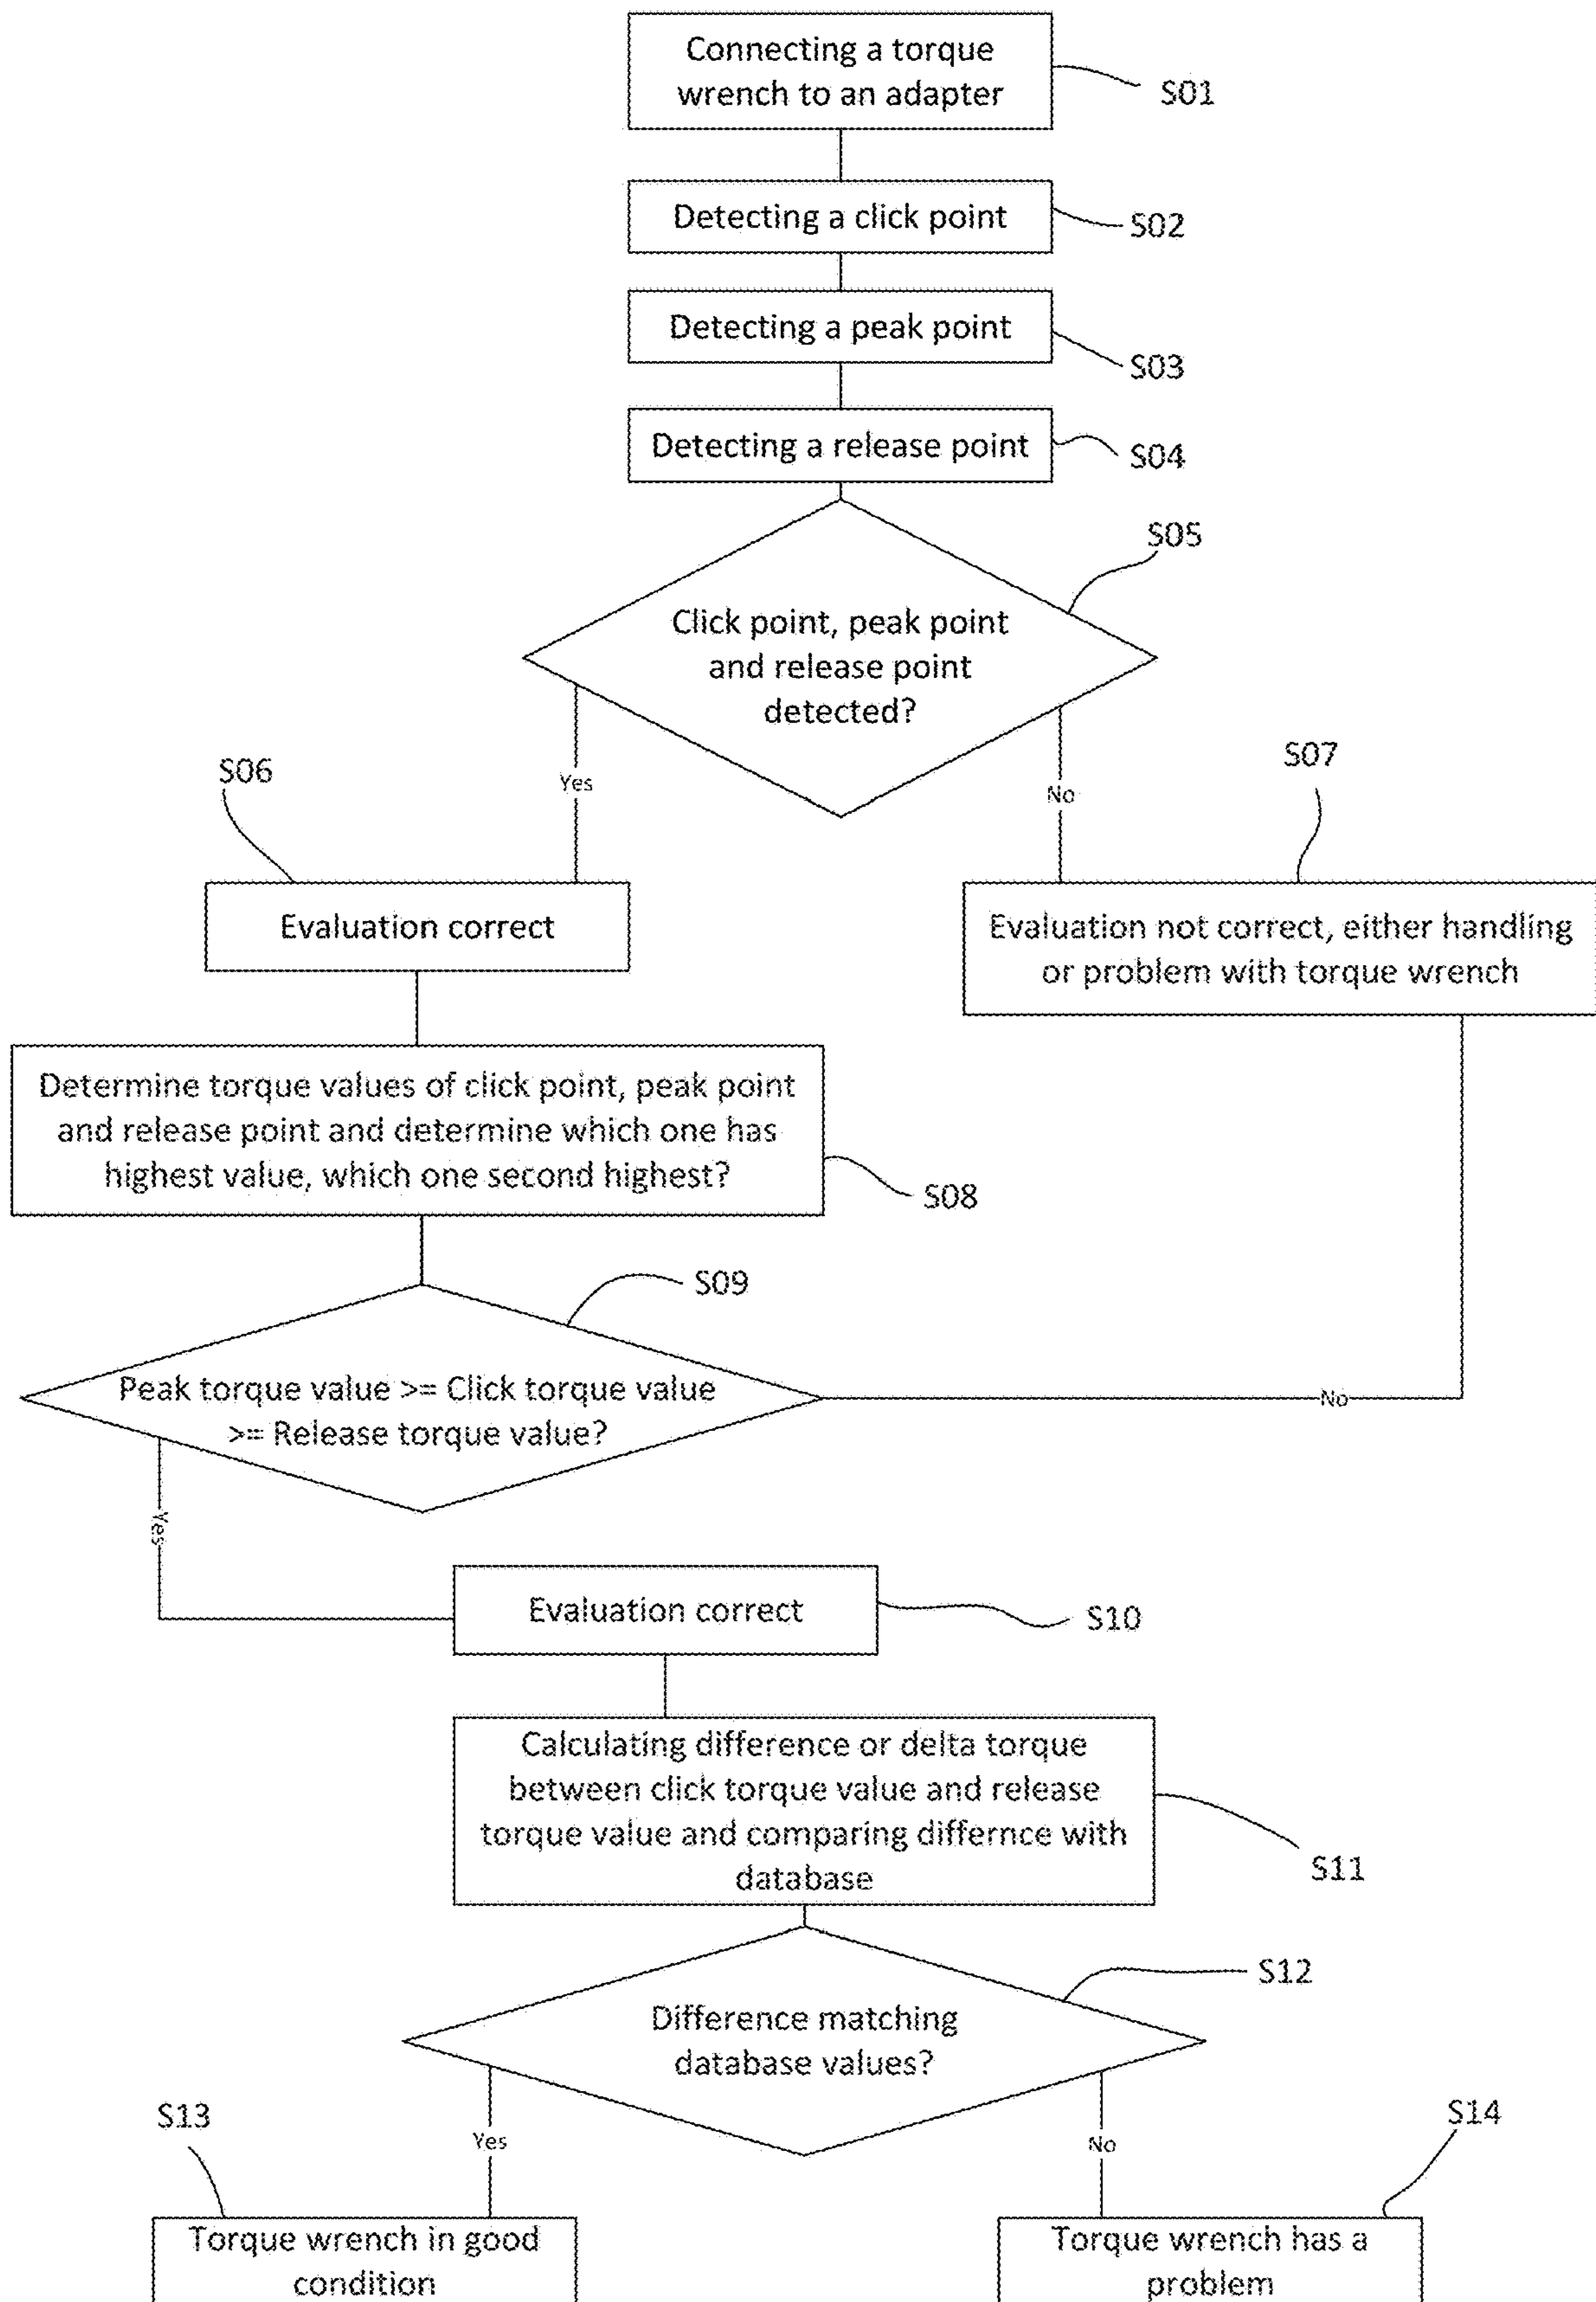 Connecting a torque
wrench to an adapter
S01
Detecting a click point
S02
Detecting a peak point
S03
Detecting a release point
S04
S05
Click point, peak point
and release point
detected?
Yes
No
S06
S07
Evaluation correct
Evaluation not correct, either handling
or problem with torque wrench
Determine torque values of click point, peak point
and release point and determine which one has
highest value, which one second highest?
S08
S09
Peak torque value >= Click torque value
>= Release torque value?
No
Yes
Evaluation correct
S10
Calculating difference or delta torque
between click torque value and release
torque value and comparing differnce with
database
S11
S12
Difference matching
database values?
Yes
No
S13
S14
Torque wrench in good
condition
Torque wrench has a
problem